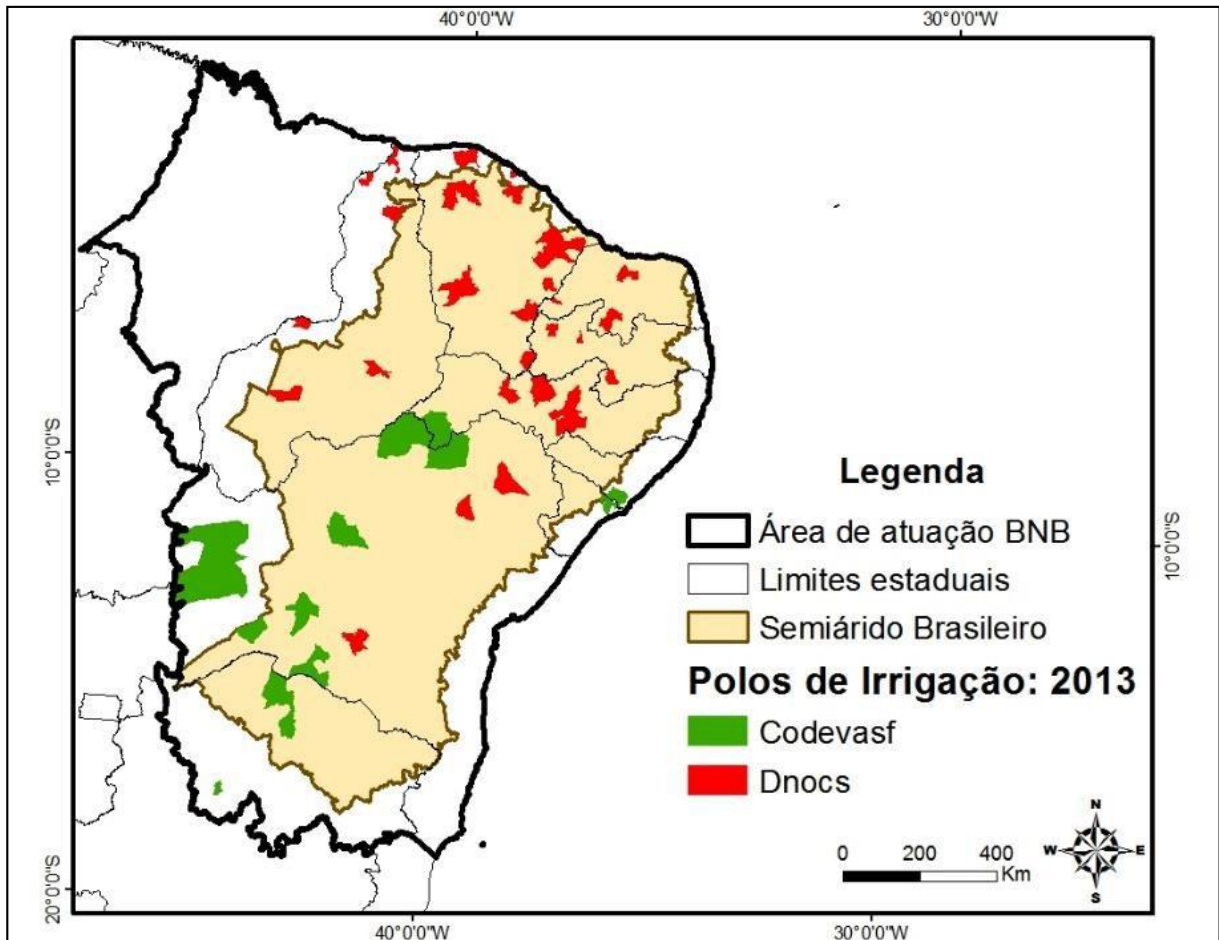 40°0'0"W
30°0'0"W
10°0'0"S
Legenda
Área de atuação BNB
Limites estaduais
Semiárido Brasileiro
10°0'0"S
Polos de Irrigação: 2013
Codevasf
Dnocs
N
W
E
S
0 200 400
Km
20°0'0"S
40°0'0"W
30°0'0"W